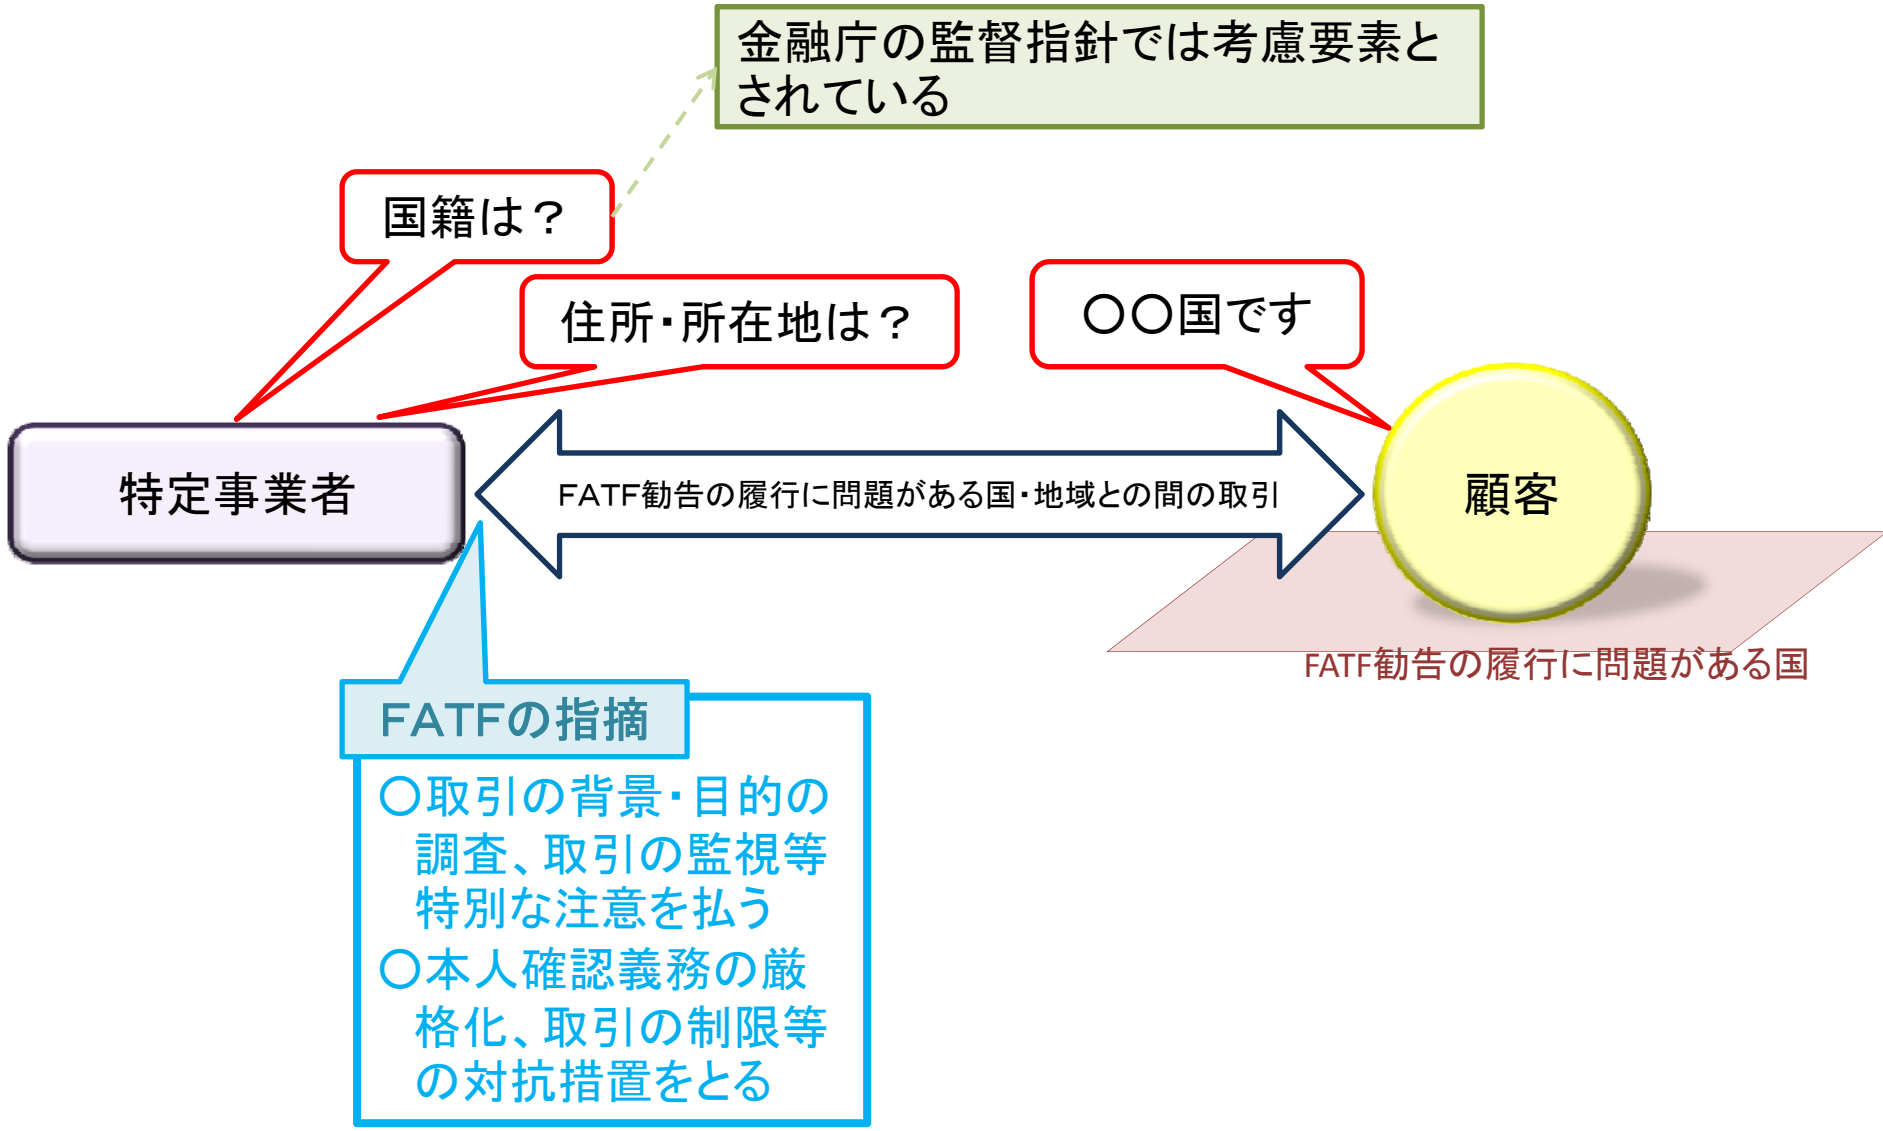 金融庁の監督指針では考慮要素と
されている
国籍は？
住所・所在地は？
〇〇国です
特定事業者
FATF勧告の履行に問題がある国・地域との間の取引
顧客
FATF勧告の履行に問題がある国
FATFの指摘
〇取引の背景・目的の
調査、取引の監視等
特別な注意を払う
〇本人確認義務の厳
格化、取引の制限等
の対抗措置をとる